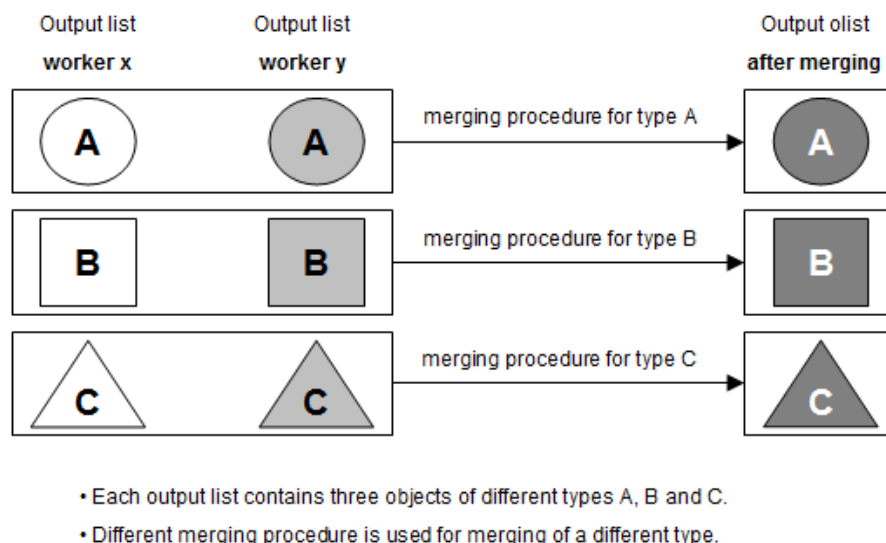 Output list
worker x
Output list
worker y
Output olist
after merging
A
A
merging procedure for type A
A
B
B
merging procedure for type B
B
C
C
merging procedure for type C
C
• Each output list contains three objects of different types A, B and C.
• Different merging procedure is used for merging of a different type.